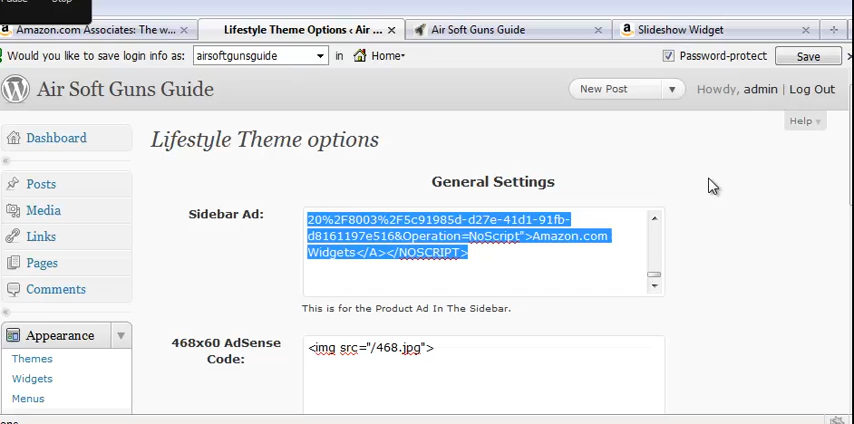 Stop
Amazon.com Associates: The w...
Lifestyle Theme Options ‹ Air ...
Air Soft Guns Guide
Slideshow Widget
Would you like to save login info as: airsoftgunsguide in Home Password-protect Save
Air Soft Guns Guide
New Post
Howdy, admin | Log Out
Help
Dashboard
Posts
Media
Links
Pages
Comments
Appearance
Themes
Widgets
Menus
Lifestyle Theme options
General Settings
Sidebar Ad:
20%2F8003%2F5c91985d-d27e-41d1-91fb-
d8161197e516&Operation=NoScript">Amazon.com
Widgets</A></NOSCRIPT>
This is for the Product Ad In The Sidebar.
468x60 AdSense
Code:
<img src="/468.jpg">